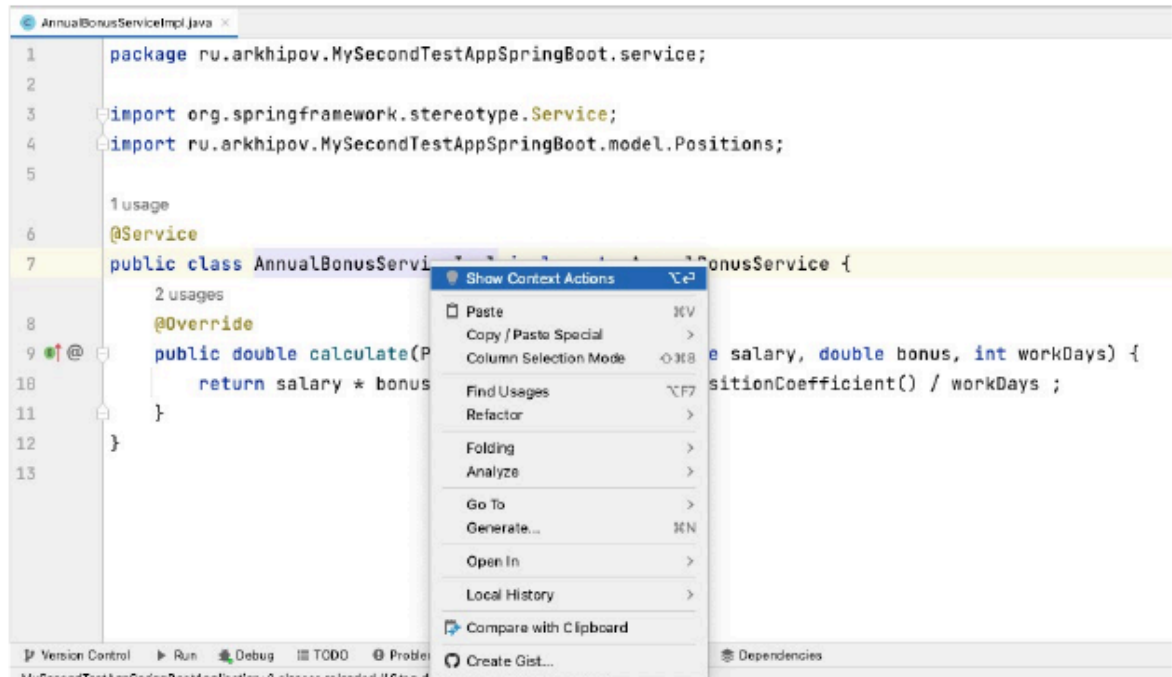 AnnualBonusServiceImpl.java ×
1 package ru.arkhipov.MySecondTestAppSpringBoot.service;
2
3 import org.springframework.stereotype.Service;
4 import ru.arkhipov.MySecondTestAppSpringBoot.model.Positions;
5
1 usage
6 @Service
7 public class AnnualBonusServi onusService {
2 usages
8 @Override
9 @ public double calculate(P e salary, double bonus, int workDays) {
10 return salary * bonus sitionCoefficient() / workDays ;
11 }
12 }
13
Show Context Actions ⌥⏎
Paste ⌘V
Copy / Paste Special >
Column Selection Mode ⇧⌘8
Find Usages ⌥F7
Refactor >
Folding >
Analyze >
Go To >
Generate... ⌘N
Open In >
Local History >
Compare with Clipboard
Create Gist...
Version Control Run Debug TODO Proble Dependencies